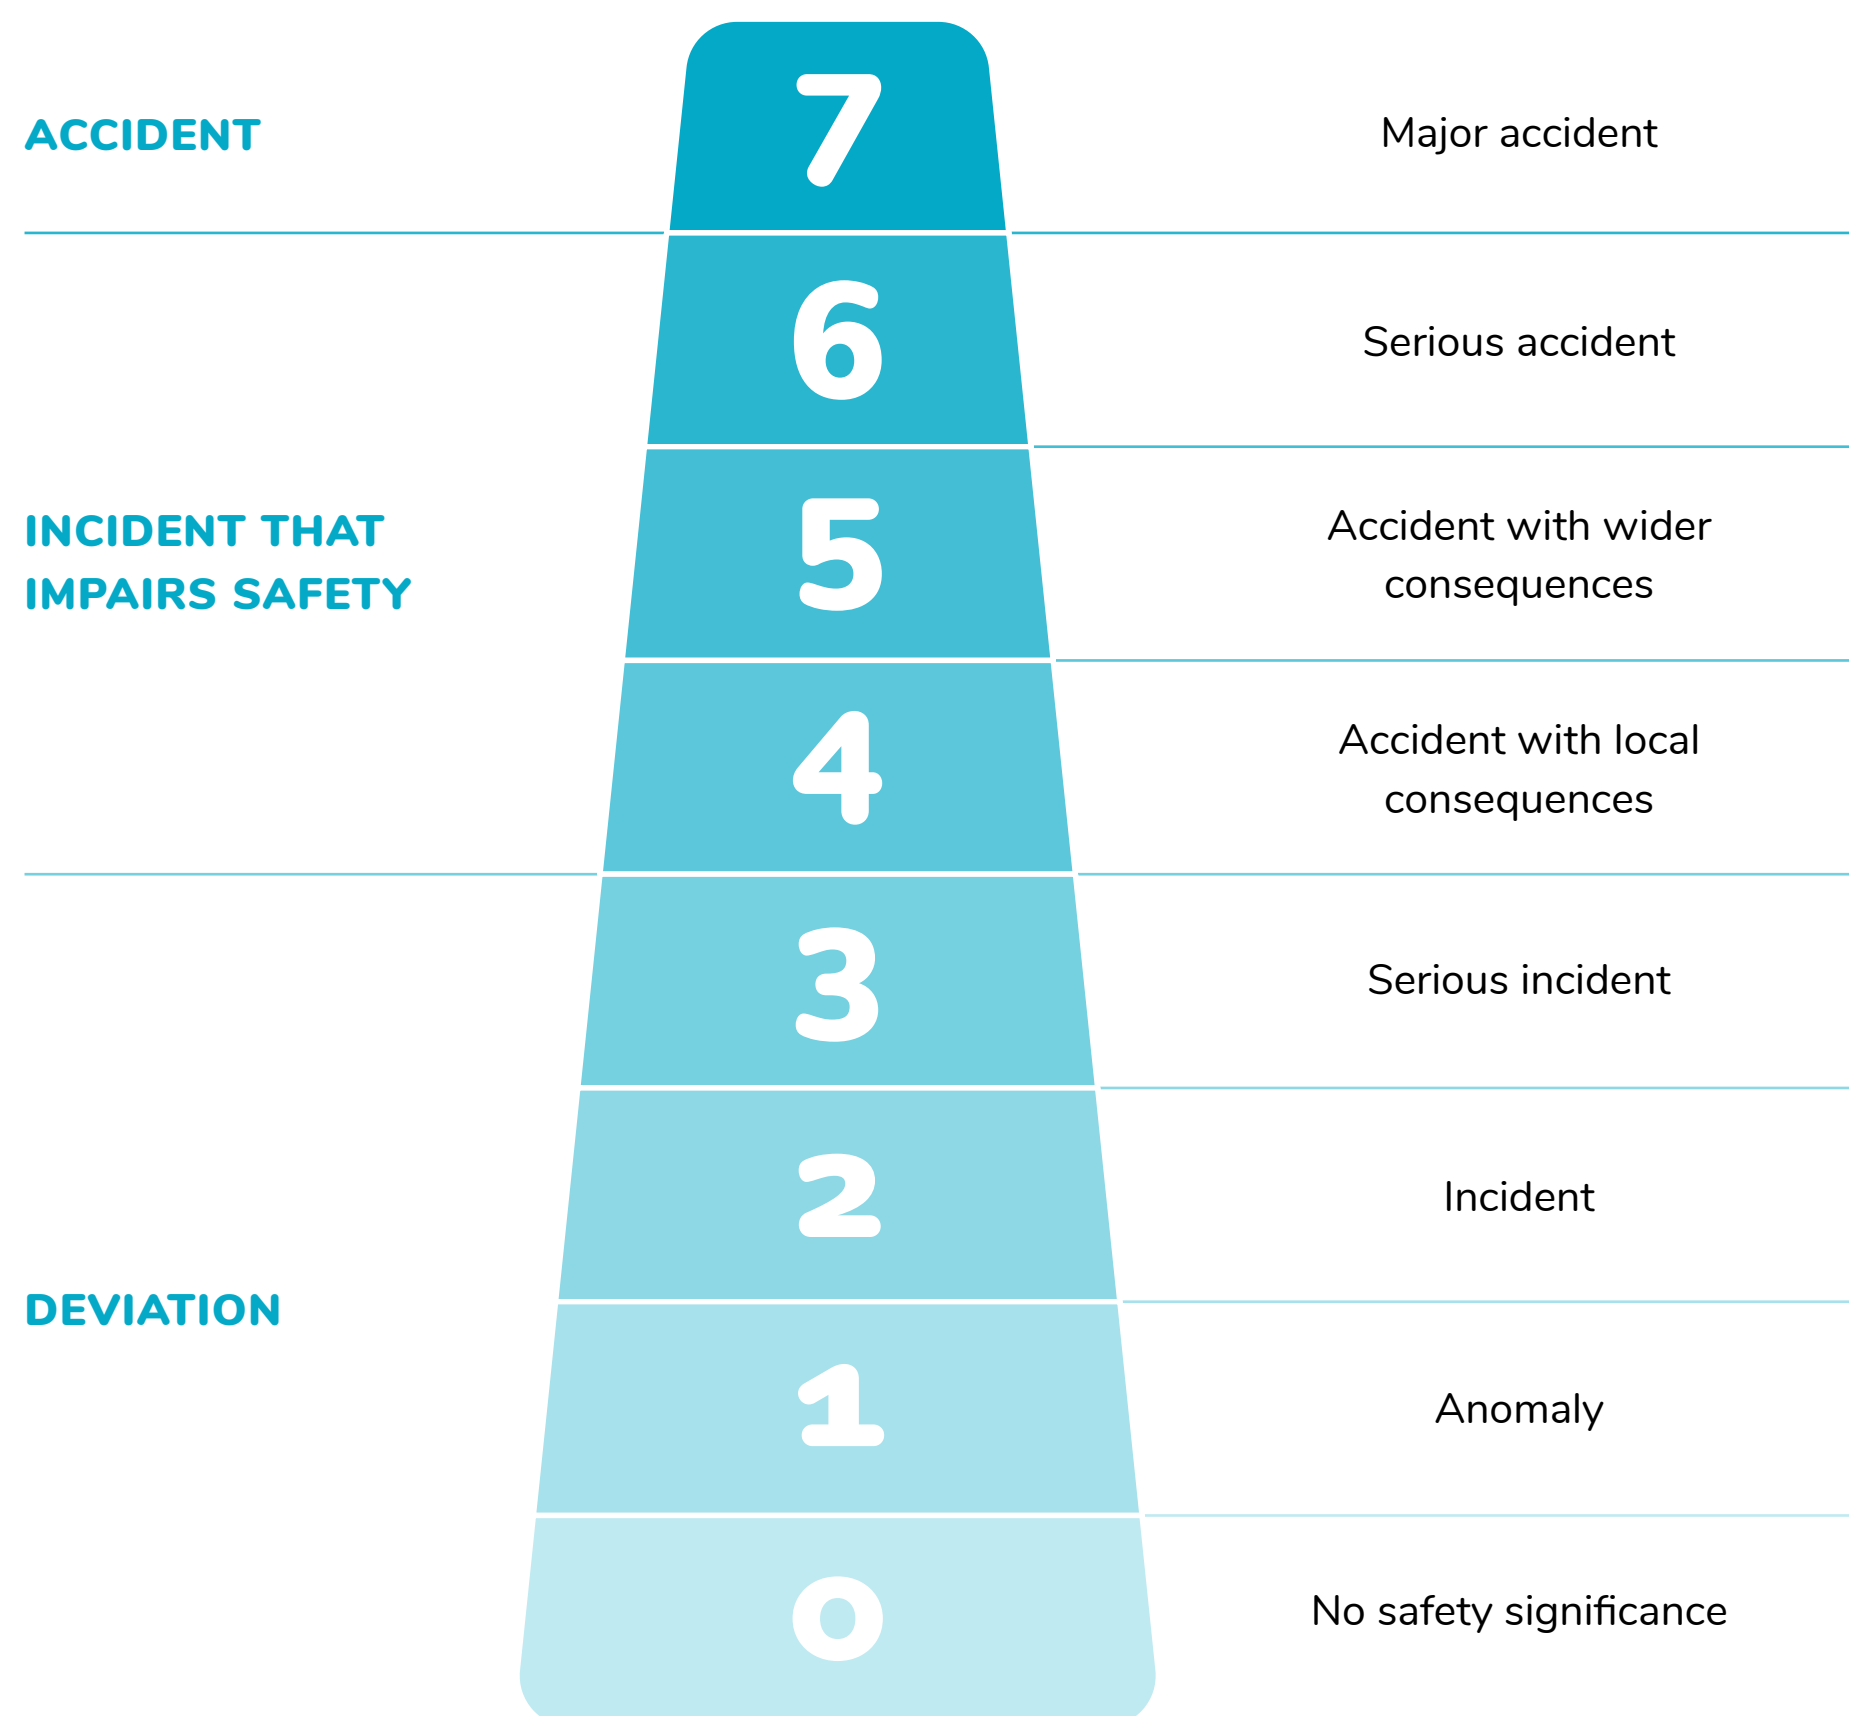 ACCIDENT
7
Major accident
6
Serious accident
INCIDENT THAT
IMPAIRS SAFETY
5
Accident with wider
consequences
4
Accident with local
consequences
3
Serious incident
2
Incident
DEVIATION
1
Anomaly
0
No safety significance